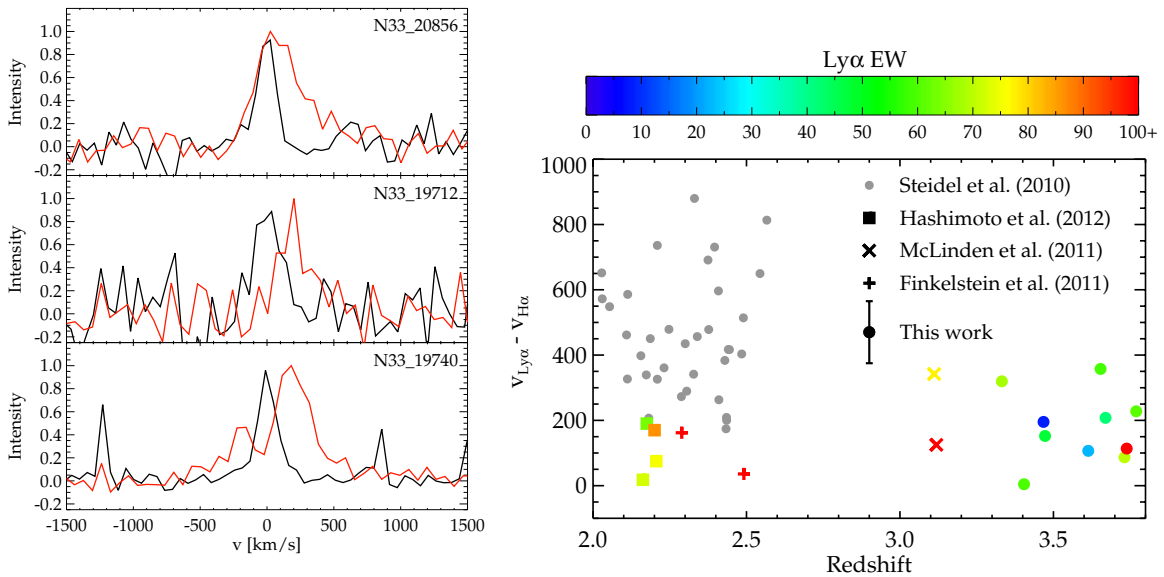 N33_20856
Intensity
1.0
0.8
0.6
0.4
0.2
0.0
-0.2
N33_19712
Intensity
1.0
0.8
0.6
0.4
0.2
0.0
-0.2
N33_19740
Intensity
1.0
0.8
0.6
0.4
0.2
0.0
-0.2
-1500 -1000 -500 0 500 1000 1500
v [km/s]
Lyα EW
0 10 20 30 40 50 60 70 80 90 100+
1000
800
600
400
200
0
v_Lyα - v_Hα
Steidel et al. (2010)
Hashimoto et al. (2012)
McLinden et al. (2011)
Finkelstein et al. (2011)
This work
2.0 2.5 3.0 3.5
Redshift